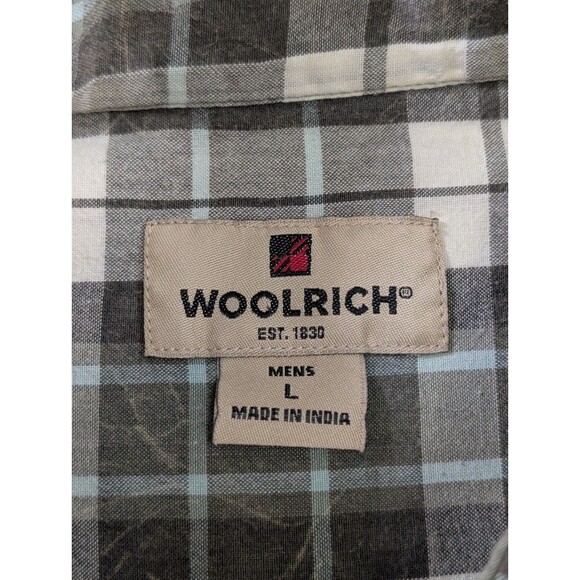 WOOLRICH®
EST. 1830
MENS
L
MADE IN INDIA